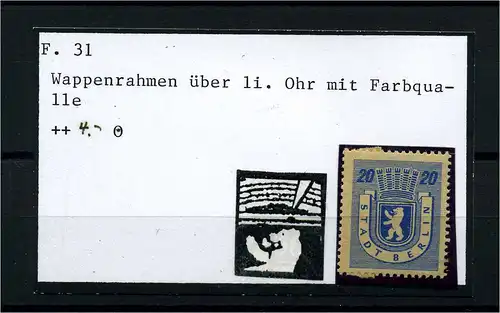 F. 31
Wappenrahmen über li. Ohr mit Farbqua-
lle
++ 4.- ⊙
20 20
STADT BERLIN